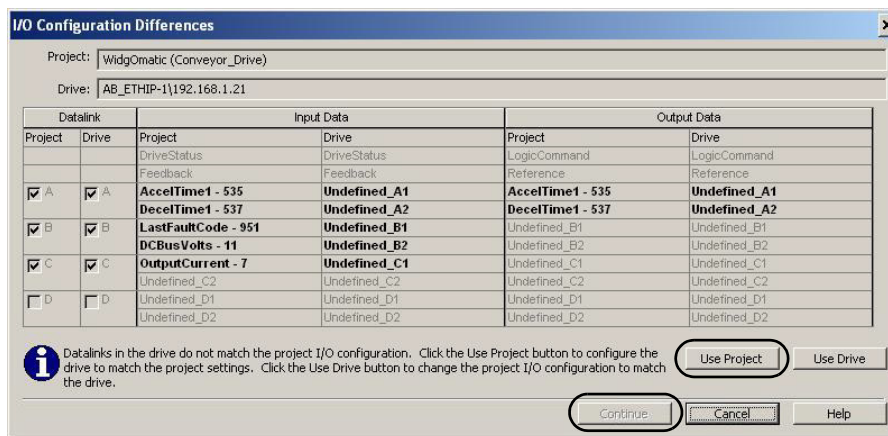 I/O Configuration Differences
Project: WidgOmatic (Conveyor_Drive)
Drive: AB_ETHIP-1\192.168.1.21
Datalink Input Data Output Data
Project Drive Project Drive Project Drive
DriveStatus DriveStatus LogicCommand LogicCommand
Feedback Feedback Reference Reference
A A AccelTime1 - 535 Undefined_A1 AccelTime1 - 535 Undefined_A1
DecelTime1 - 537 Undefined_A2 DecelTime1 - 537 Undefined_A2
B B LastFaultCode - 951 Undefined_B1 Undefined_B1 Undefined_B1
DCBusVolts - 11 Undefined_B2 Undefined_B2 Undefined_B2
C C OutputCurrent - 7 Undefined_C1 Undefined_C1 Undefined_C1
Undefined_C2 Undefined_C2 Undefined_C2 Undefined_C2
D D Undefined_D1 Undefined_D1 Undefined_D1 Undefined_D1
Undefined_D2 Undefined_D2 Undefined_D2 Undefined_D2
Datalinks in the drive do not match the project I/O configuration. Click the Use Project button to configure the
drive to match the project settings. Click the Use Drive button to change the project I/O configuration to match
the drive.
Use Project Use Drive
Continue Cancel Help